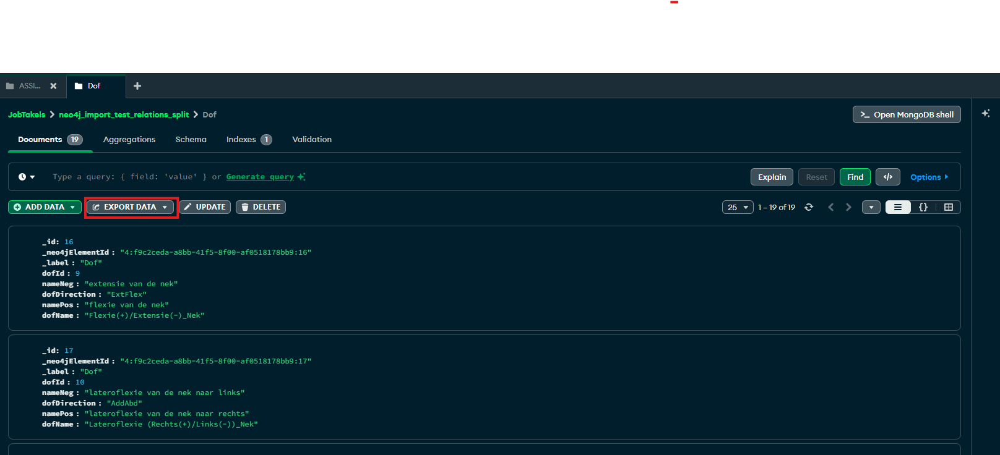 ASSI...
Dof
JobTakels > neo4j_import_test_relations_split > Dof
>_ Open MongoDB shell
Documents 19 Aggregations Schema Indexes 1 Validation
Type a query: { field: 'value' } or Generate query
Explain Reset Find </> Options
ADD DATA EXPORT DATA UPDATE DELETE
25 1 – 19 of 19 {}
_id: 16
_neo4jElementId : "4:f9c2ceda-a8bb-41f5-8f00-af0518178bb9:16"
_label : "Dof"
dofId : 9
nameNeg : "extensie van de nek"
dofDirection : "ExtFlex"
namePos : "flexie van de nek"
dofName : "Flexie(+)/Extensie(-)_Nek"
_id: 17
_neo4jElementId : "4:f9c2ceda-a8bb-41f5-8f00-af0518178bb9:17"
_label : "Dof"
dofId : 10
nameNeg : "lateroflexie van de nek naar links"
dofDirection : "AddAbd"
namePos : "lateroflexie van de nek naar rechts"
dofName : "Lateroflexie (Rechts(+)/Links(-))_Nek"